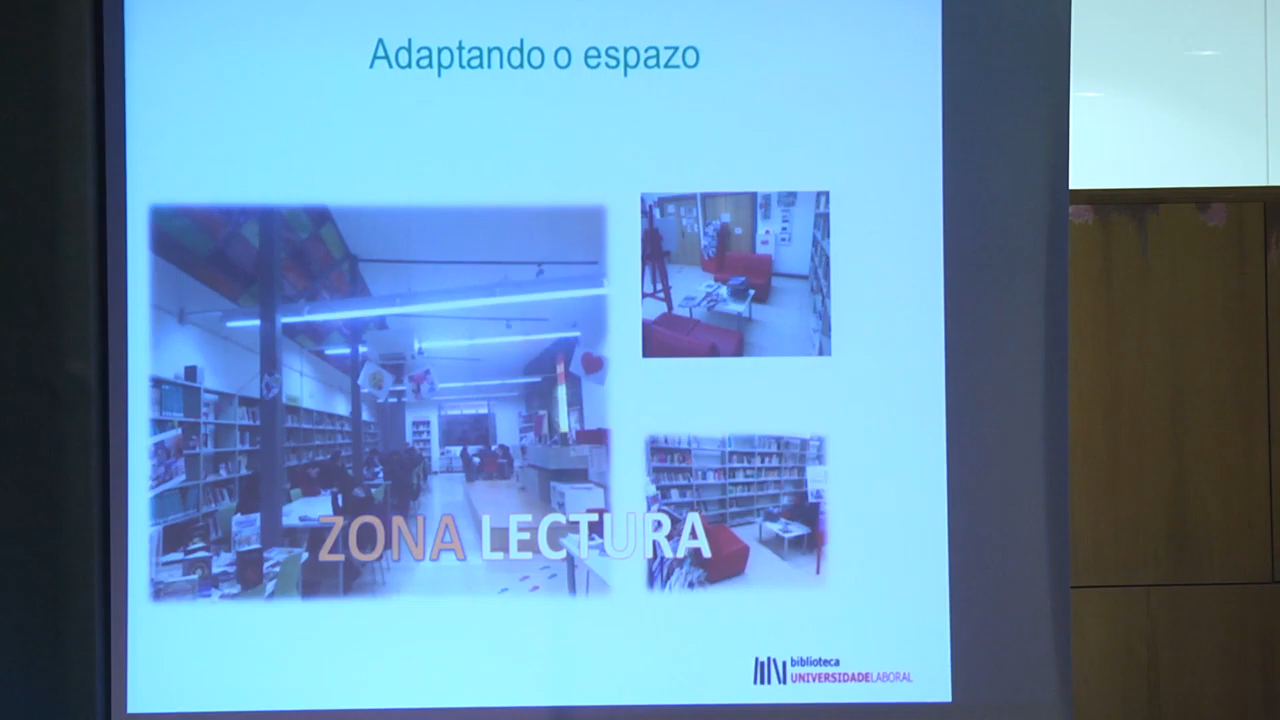 Adaptando o espazo
ZONA LECTURA
biblioteca
UNIVERSIDADELABORAL